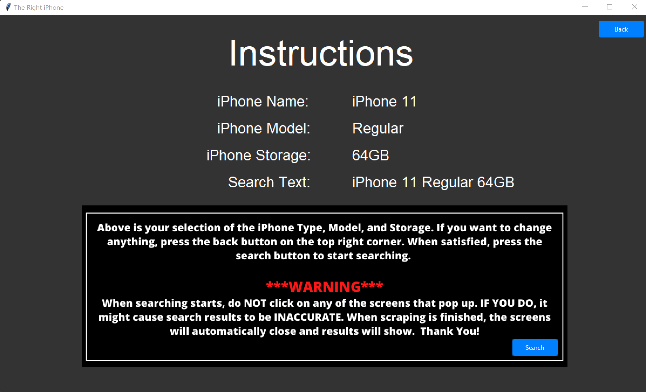 The Right iPhone
Back
Instructions
iPhone Name: iPhone 11
iPhone Model: Regular
iPhone Storage: 64GB
Search Text: iPhone 11 Regular 64GB
Above is your selection of the iPhone Type, Model, and Storage. If you want to change
anything, press the back button on the top right corner. When satisfied, press the
search button to start searching.
***WARNING***
When searching starts, do NOT click on any of the screens that pop up. IF YOU DO, it
might cause search results to be INACCURATE. When scraping is finished, the screens
will automatically close and results will show. Thank You!
Search